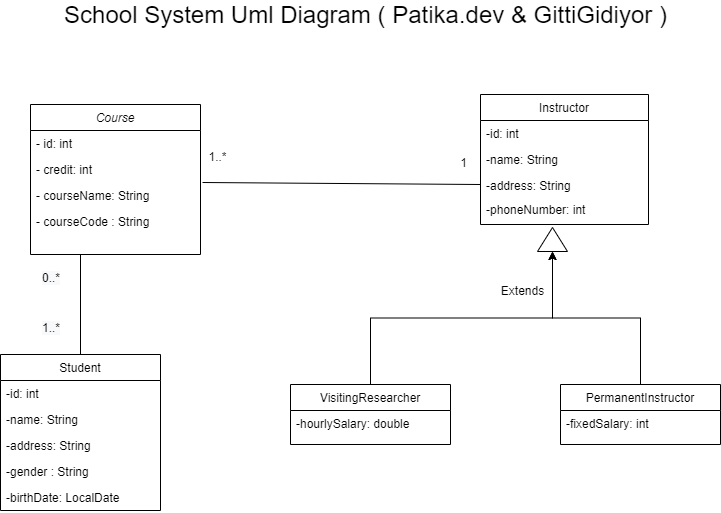 School System Uml Diagram ( Patika.dev & GittiGidiyor )
Course
- id: int
- credit: int
- courseName: String
- courseCode : String
1..*
1
Instructor
-id: int
-name: String
-address: String
-phoneNumber: int
0..*
1..*
Extends
Student
-id: int
-name: String
-address: String
-gender : String
-birthDate: LocalDate
VisitingResearcher
-hourlySalary: double
PermanentInstructor
-fixedSalary: int